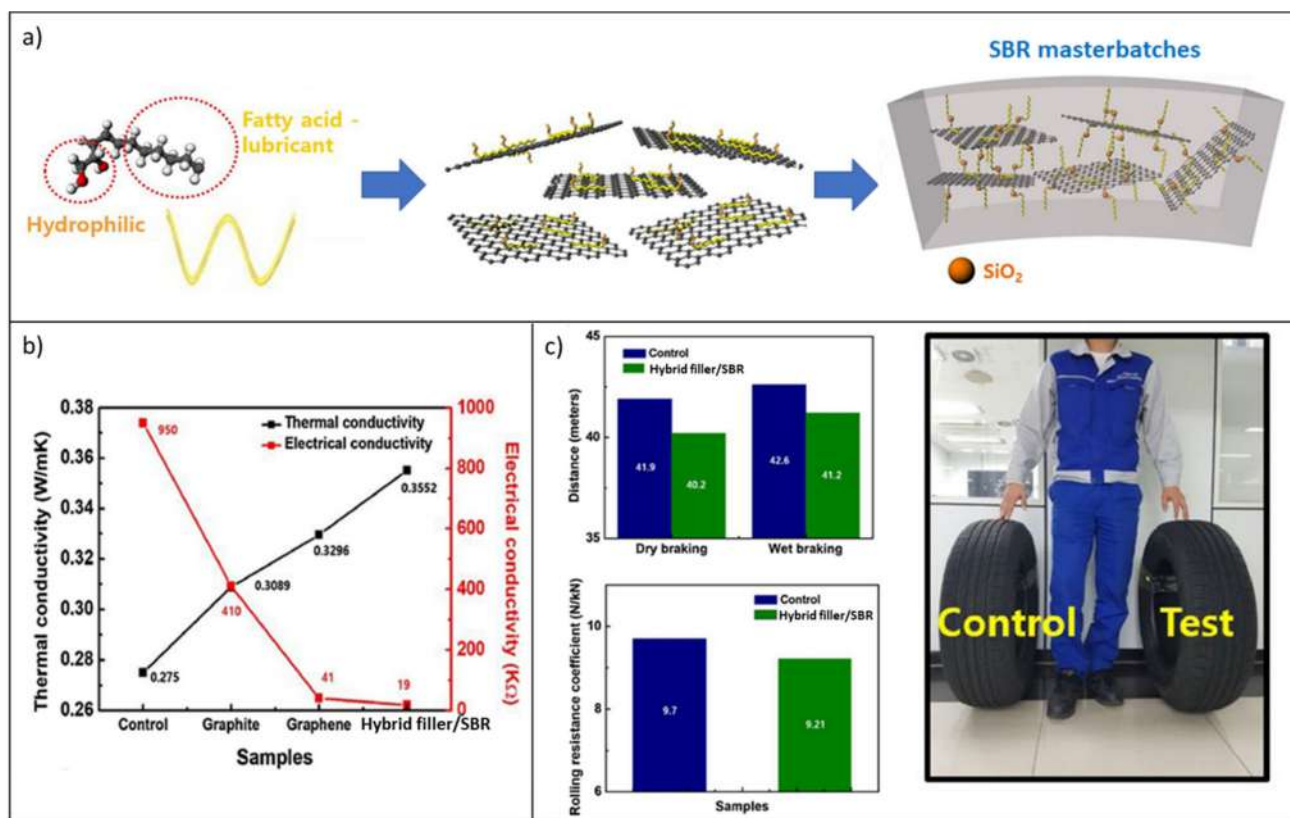 a)
Fatty acid -
lubricant
Hydrophilic
SBR masterbatches
SiO₂
b)
Thermal conductivity (W/mK)
0.38
0.36
0.34
0.32
0.30
0.28
0.26
Thermal conductivity
Electrical conductivity
950
410
41
19
0.275
0.3089
0.3296
0.3552
1000
800
600
400
200
0
Electrical conductivity (KΩ)
Control
Graphite
Graphene
Hybrid filler/SBR
Samples
c)
Distance (meters)
45
40
35
Control
Hybrid filler/SBR
41.9
40.2
42.6
41.2
Dry braking
Wet braking
Rolling resistance coefficient (N/kN)
10
8
6
Control
Hybrid filler/SBR
9.7
9.21
Samples
Control
Test